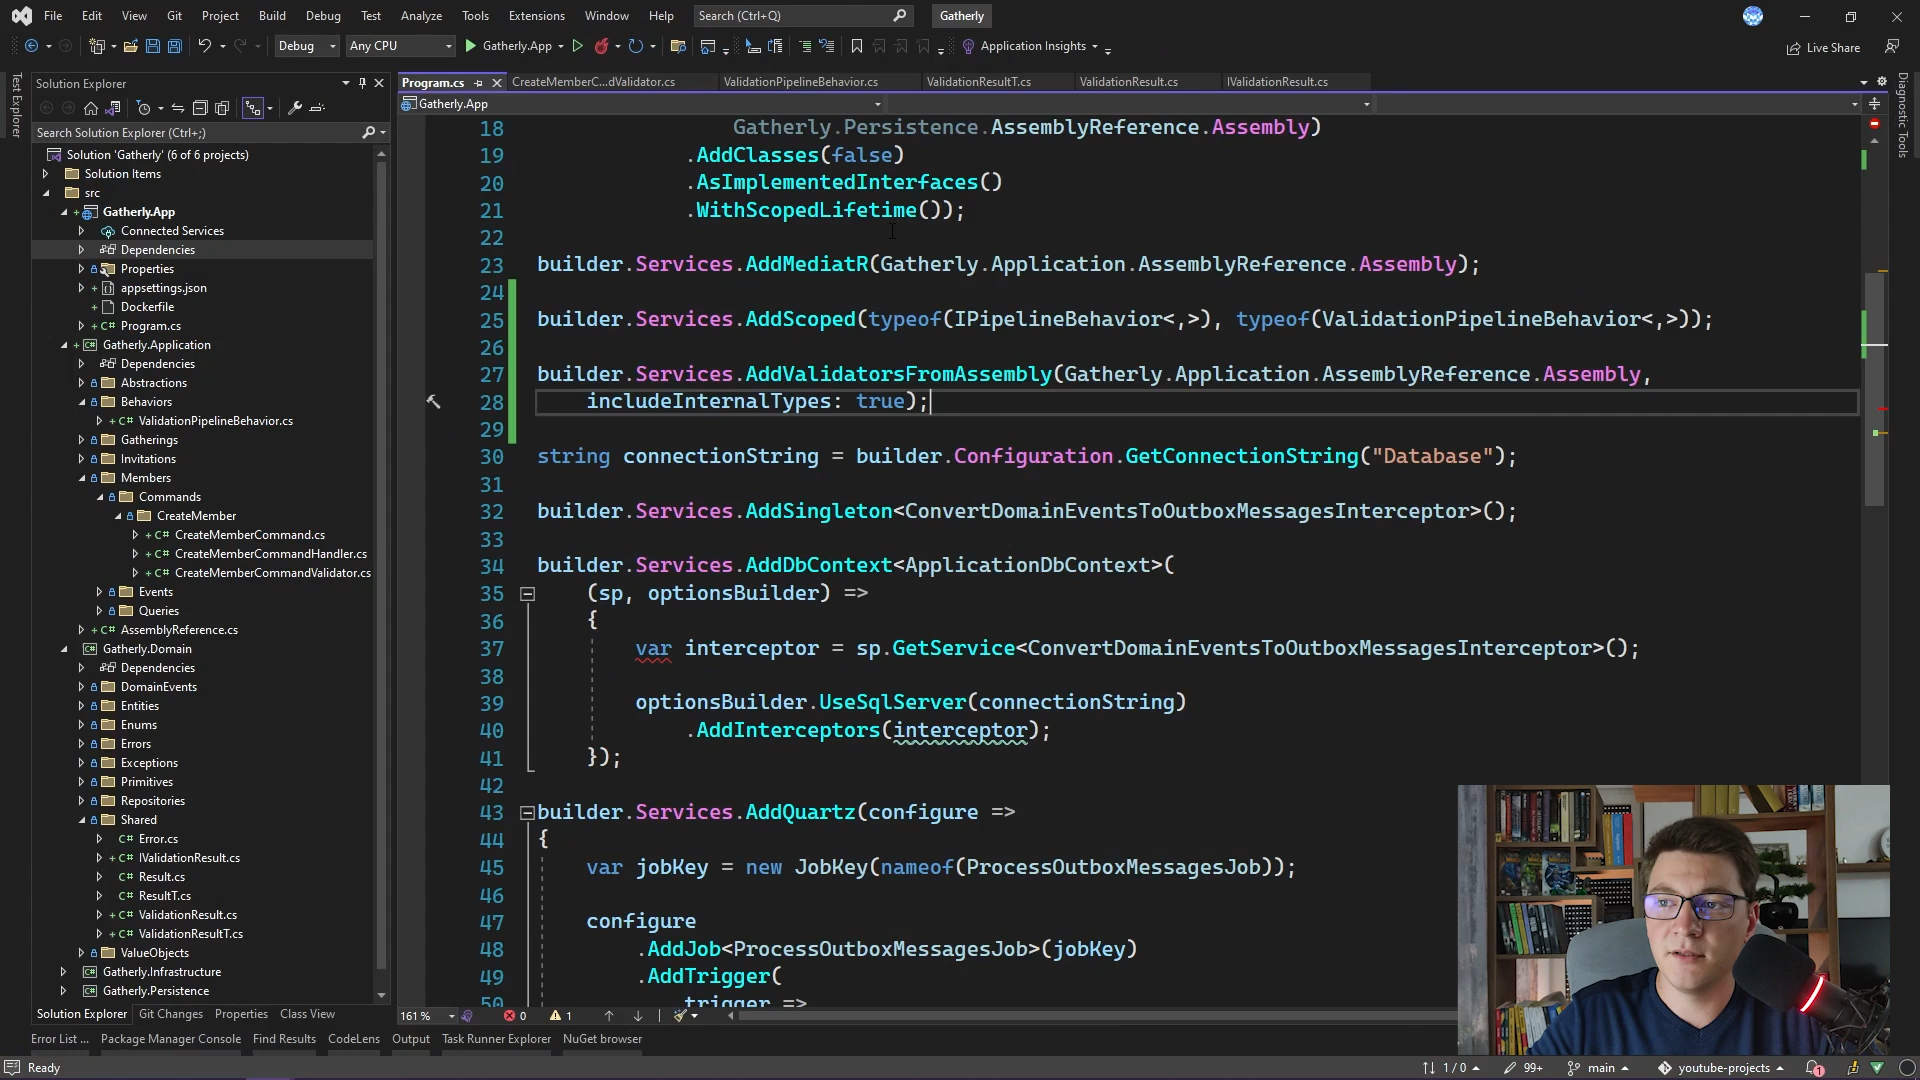 File Edit View Git Project Build Debug Test Analyze Tools Extensions Window Help Search (Ctrl+Q) Gatherly
Debug Any CPU Gatherly.App Application Insights Live Share
Test Explorer
Solution Explorer
Search Solution Explorer (Ctrl+;)
Solution 'Gatherly' (6 of 6 projects)
Solution Items
src
Gatherly.App
Connected Services
Dependencies
Properties
appsettings.json
Dockerfile
Program.cs
Gatherly.Application
Dependencies
Abstractions
Behaviors
ValidationPipelineBehavior.cs
Gatherings
Invitations
Members
Commands
CreateMember
CreateMemberCommand.cs
CreateMemberCommandHandler.cs
CreateMemberCommandValidator.cs
Events
Queries
AssemblyReference.cs
Gatherly.Domain
Dependencies
DomainEvents
Entities
Enums
Errors
Exceptions
Primitives
Repositories
Shared
Error.cs
IValidationResult.cs
Result.cs
ResultT.cs
ValidationResult.cs
ValidationResultT.cs
ValueObjects
Gatherly.Infrastructure
Gatherly.Persistence
Solution Explorer Git Changes Properties Class View
Program.cs CreateMemberC...dValidator.cs ValidationPipelineBehavior.cs ValidationResultT.cs ValidationResult.cs IValidationResult.cs
Gatherly.App
Diagnostic Tools
18 Gatherly.Persistence.AssemblyReference.Assembly)
19 .AddClasses(false)
20 .AsImplementedInterfaces()
21 .WithScopedLifetime());
22
23 builder.Services.AddMediatR(Gatherly.Application.AssemblyReference.Assembly);
24
25 builder.Services.AddScoped(typeof(IPipelineBehavior<,>), typeof(ValidationPipelineBehavior<,>));
26
27 builder.Services.AddValidatorsFromAssembly(Gatherly.Application.AssemblyReference.Assembly,
28 includeInternalTypes: true);
29
30 string connectionString = builder.Configuration.GetConnectionString("Database");
31
32 builder.Services.AddSingleton<ConvertDomainEventsToOutboxMessagesInterceptor>();
33
34 builder.Services.AddDbContext<ApplicationDbContext>(
35 (sp, optionsBuilder) =>
36 {
37 var interceptor = sp.GetService<ConvertDomainEventsToOutboxMessagesInterceptor>();
38
39 optionsBuilder.UseSqlServer(connectionString)
40 .AddInterceptors(interceptor);
41 });
42
43 builder.Services.AddQuartz(configure =>
44 {
45 var jobKey = new JobKey(nameof(ProcessOutboxMessagesJob));
46
47 configure
48 .AddJob<ProcessOutboxMessagesJob>(jobKey)
49 .AddTrigger(
50 trigger =>
161 % 0 1
Error List ... Package Manager Console Find Results CodeLens Output Task Runner Explorer NuGet browser
Ready 1 / 0 99+ main youtube-projects 1